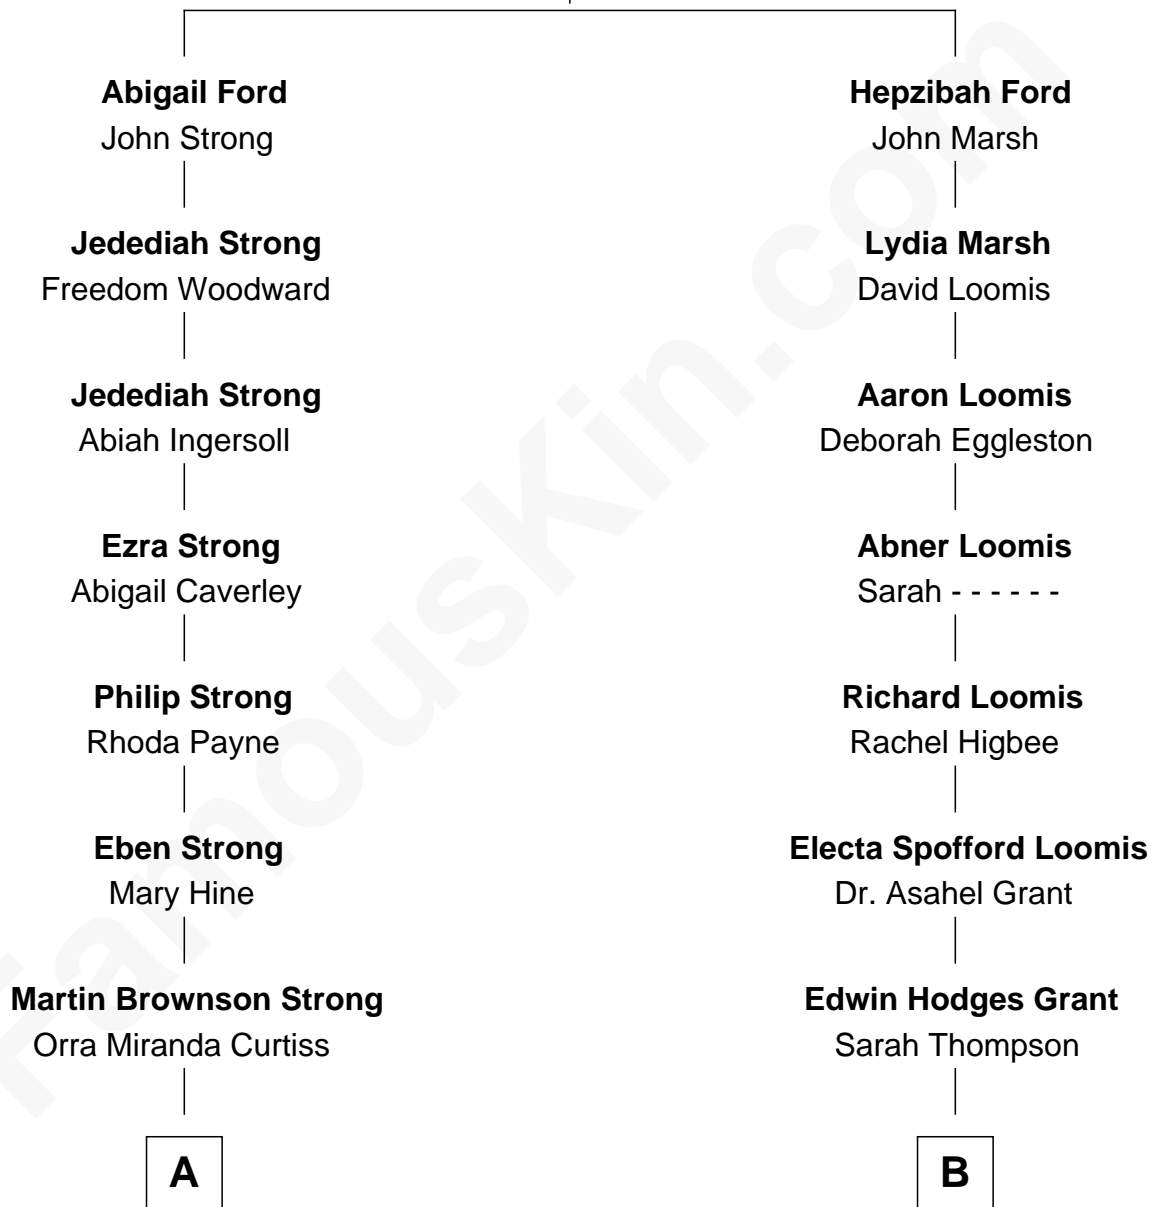 Abigail Ford
John Strong
Hepzibah Ford
John Marsh
Jedediah Strong
Freedom Woodward
Lydia Marsh
David Loomis
Jedediah Strong
Abiah Ingersoll
Aaron Loomis
Deborah Eggleston
Ezra Strong
Abigail Caverley
Abner Loomis
Sarah - - - - - -
Philip Strong
Rhoda Payne
Richard Loomis
Rachel Higbee
Eben Strong
Mary Hine
Electa Spofford Loomis
Dr. Asahel Grant
Martin Brownson Strong
Orra Miranda Curtiss
Edwin Hodges Grant
Sarah Thompson
A
B
FamousKin.com